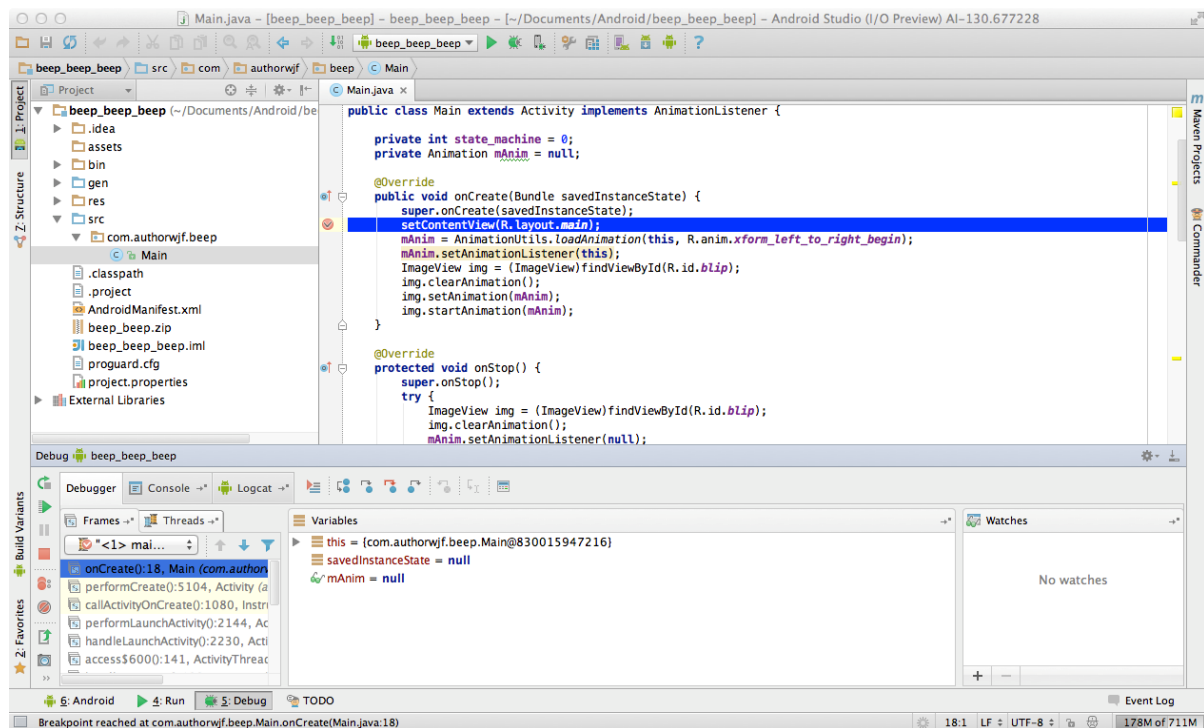 Main.java – [beep_beep_beep] – beep_beep_beep – [~/Documents/Android/beep_beep_beep] – Android Studio (I/O Preview) AI-130.677228
beep_beep_beep
beep_beep_beep src com authorwjf beep Main
1: Project
Z: Structure
Build Variants
2: Favorites
Project
beep_beep_beep (~/Documents/Android/be
.idea
assets
bin
gen
res
src
com.authorwjf.beep
Main
.classpath
.project
AndroidManifest.xml
beep_beep.zip
beep_beep_beep.iml
proguard.cfg
project.properties
External Libraries
Main.java
public class Main extends Activity implements AnimationListener {
private int state_machine = 0;
private Animation mAnim = null;
@Override
public void onCreate(Bundle savedInstanceState) {
super.onCreate(savedInstanceState);
setContentView(R.layout.main);
mAnim = AnimationUtils.loadAnimation(this, R.anim.xform_left_to_right_begin);
mAnim.setAnimationListener(this);
ImageView img = (ImageView)findViewById(R.id.blip);
img.clearAnimation();
img.setAnimation(mAnim);
img.startAnimation(mAnim);
}
@Override
protected void onStop() {
super.onStop();
try {
ImageView img = (ImageView)findViewById(R.id.blip);
img.clearAnimation();
mAnim.setAnimationListener(null);
m
Maven Projects
Commander
Debug beep_beep_beep
Debugger Console Logcat
Frames Threads
"<1> mai...
onCreate():18, Main (com.authorw
performCreate():5104, Activity (a
callActivityOnCreate():1080, Instru
performLaunchActivity():2144, Ac
handleLaunchActivity():2230, Acti
access$600():141, ActivityThread
Variables
this = {com.authorwjf.beep.Main@830015947216}
savedInstanceState = null
mAnim = null
Watches
No watches
6: Android 4: Run 5: Debug TODO Event Log
Breakpoint reached at com.authorwjf.beep.Main.onCreate(Main.java:18) 18:1 LF UTF-8 178M of 711M